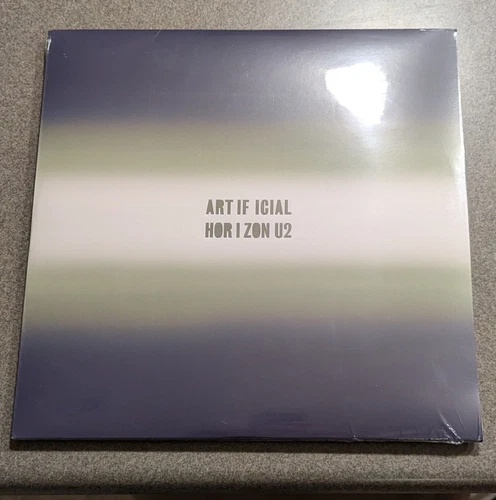 ART IF ICIAL
HOR I ZON U2